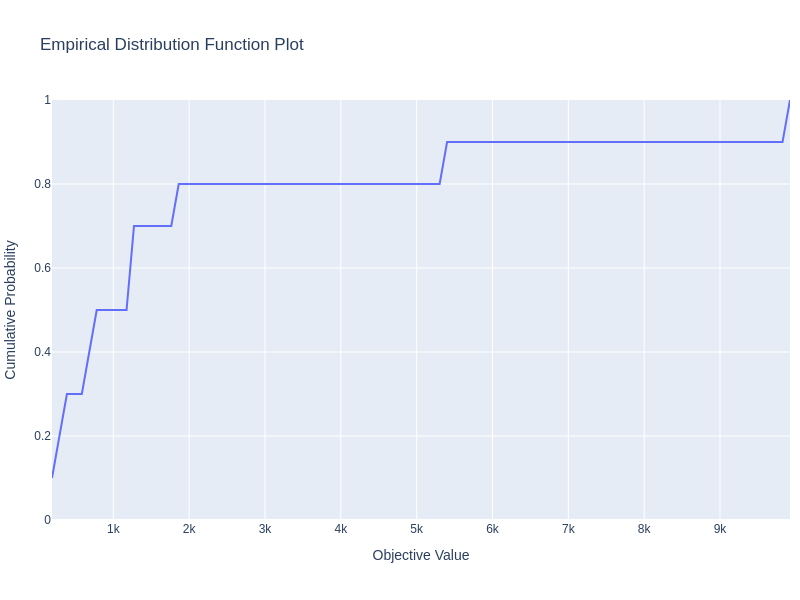 Empirical Distribution Function Plot
Cumulative Probability
1
0.8
0.6
0.4
0.2
0
1k
2k
3k
4k
5k
6k
7k
8k
9k
Objective Value